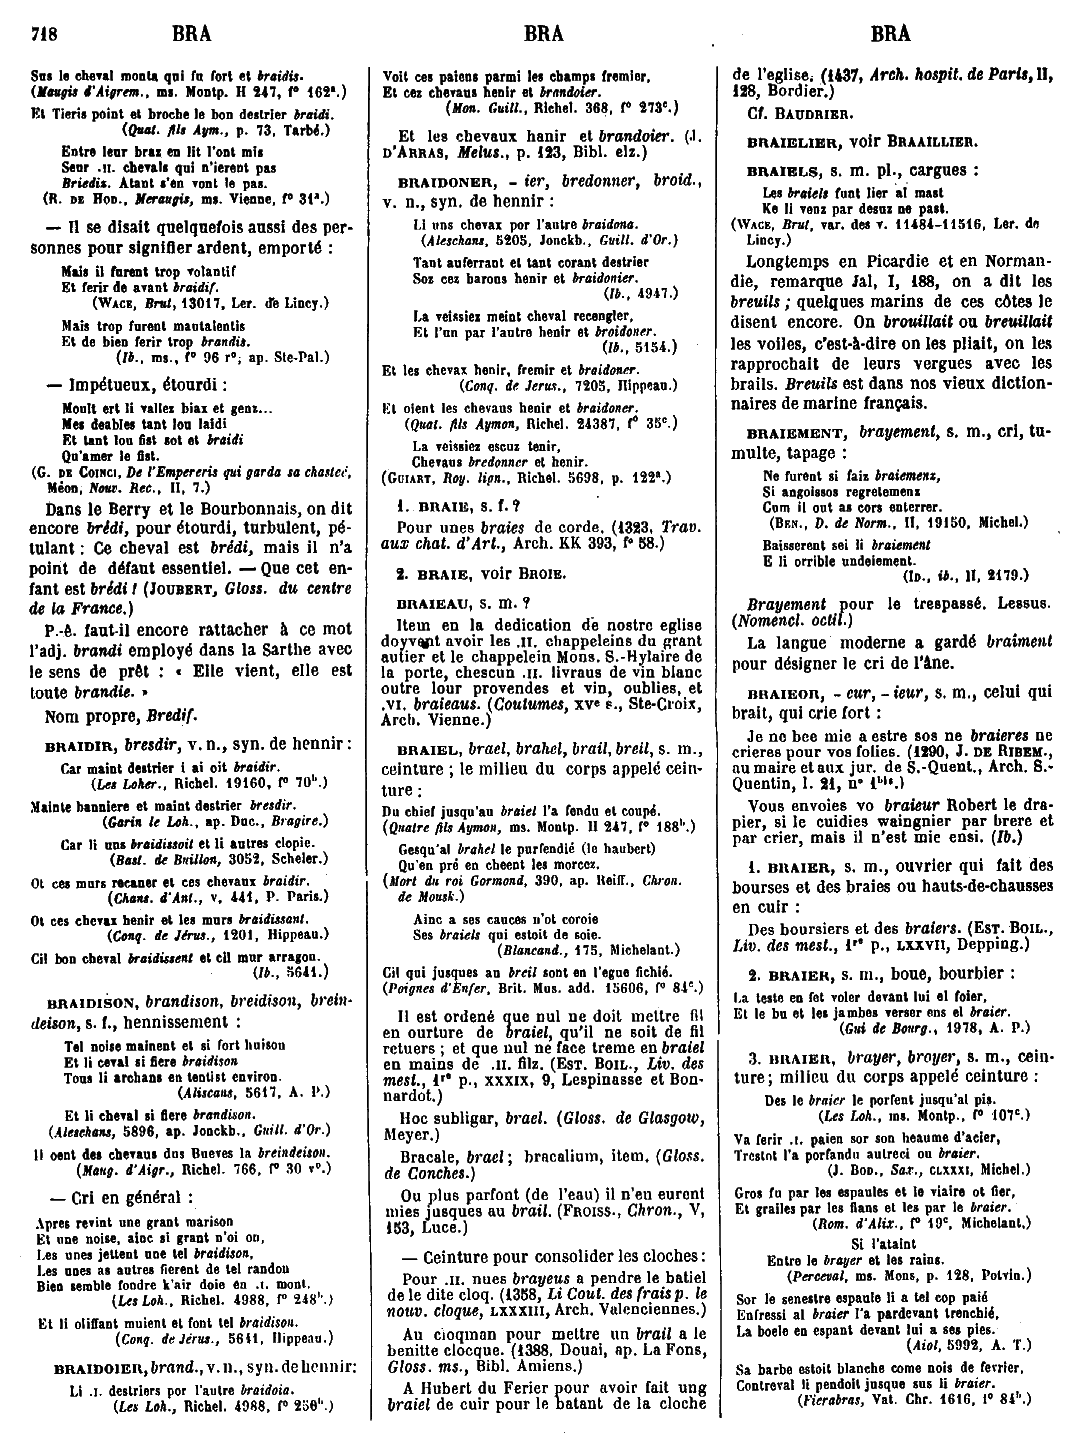 718 BRA BRA BRA
Sus le cheval monta qui fu fort et braidis.
(Maugis d'Aigrem., ms. Montp. H 247, f° 162ª.)
Et Tieris point et broche le bon destrier braidi.
(Quat. fils Aym., p. 73, Tarbé.)
Entre leur braz en lit l'ont mis
Seur .II. chevals qui n'ierent pas
Briedis. Atant s'en vont le pas.
(R. DE HOD., Meraugis, ms. Vienne, f° 31ª.)
— Il se disait quelquefois aussi des per-
sonnes pour signifier ardent, emporté :
Mais il furent trop volantif
Et ferir de avant braidif.
(WACE, Brut, 13017, Ler. de Lincy.)
Mais trop furent mautalentis
Et de bien ferir trop brandis.
(Ib., ms., f° 96 r°; ap. Ste-Pal.)
— Impétueux, étourdi :
Moult ert li vallez biax et genz...
Mes deables tant lou laidi
Et tant lou fist sot et braidi
Qu'amer le fist.
(G. DE COINCI, De l'Empereris qui garda sa chasteé,
Méon, Nouv. Rec., II, 7.)
Dans le Berry et le Bourbonnais, on dit
encore brédi, pour étourdi, turbulent, pé-
tulant : Ce cheval est brédi, mais il n'a
point de défaut essentiel. — Que cet en-
fant est brédi ! (JOUBERT, Gloss. du centre
de la France.)
P.-ê. faut-il encore rattacher à ce mot
l'adj. brandi employé dans la Sarthe avec
le sens de prêt : « Elle vient, elle est
toute brandie. »
Nom propre, Bredif.
BRAIDIR, bresdir, v. n., syn. de hennir :
Car maint destrier i ai oit braidir.
(Les Loher., Richel. 19160, f° 70ᵇ.)
Mainte banniere et maint destrier bresdir.
(Garin le Loh., ap. Duc., Bragire.)
Car li uns braidissoit et li autres clopie.
(Bast. de Buillon, 3052, Scheler.)
Ot ces murs recaner et ces chevaux braidir.
(Chans. d'Ant., v, 441, P. Paris.)
Ot ces chevax henir et les murs braidissant.
(Conq. de Jérus., 1201, Hippeau.)
Cil bon cheval braidissent et cil mur arragon.
(Ib., 5641.)
BRAIDISON, brandison, breidison, brein-
deison, s. f., hennissement :
Tel noise mainent et si fort huison
Et li ceval si fiere braidison
Tous li archans en tentist environ.
(Aliscans, 5617, A. P.)
Et li cheval si fiere brandison.
(Aleschans, 5896, ap. Jonckb., Guill. d'Or.)
Il oent des chevaus dus Bueves la breindeison.
(Maug. d'Aigr., Richel. 766, f° 30 v°.)
— Cri en général :
Apres revint une grant marison
Et une noise, ainc si grant n'oi on,
Les unes jettent une tel braidison,
Les unes as autres fierent de tel randon
Bien semble fondre k'air doie en .I. mont.
(Les Loh., Richel. 4988, f° 248ᵇ.)
Et li oliffant muient et font tel braidison.
(Conq. de Jérus., 5641, Hippeau.)
BRAIDOIER, brand., v. n., syn. de hennir :
Li .I. destriers por l'autre braidoia.
(Les Loh., Richel. 4988, f° 256ᵇ.)
Voit ces paiens parmi les champs fremier,
Et cez chevaus henir et brandoier.
(Mon. Guill., Richel. 368, f° 273ᶜ.)
Et les chevaux hanir et brandoier. (J.
D'ARRAS, Melus., p. 123, Bibl. elz.)
BRAIDONER, - ier, bredonner, broid.,
v. n., syn. de hennir :
Li uns chevax por l'autre braidona.
(Aleschans, 5205, Jonckb., Guill. d'Or.)
Tant auferrant et tant corant destrier
Soz cez barons henir et braidonier.
(Ib., 4947.)
La veissiez meint cheval recengler,
Et l'un par l'autre henir et broidoner.
(Ib., 5154.)
Et les chevax henir, fremir et braidoner.
(Conq. de Jerus., 7205, Hippeau.)
Et oient les chevaus henir et braidoner.
(Quat. fils Aymon, Richel. 24387, f° 35ᶜ.)
La veissiez escuz tenir,
Chevaus bredonner et henir.
(GUIART, Roy. lign., Richel. 5698, p. 122ª.)
1. BRAIE, s. f. ?
Pour unes braies de corde. (1323, Trav.
aux chat. d'Art., Arch. KK 393, f° 58.)
2. BRAIE, voir BROIE.
BRAIEAU, s. m. ?
Item en la dedication de nostre eglise
doyvent avoir les .II. chappeleins du grant
autier et le chappelein Mons. S.-Hylaire de
la porte, chescun .II. livraus de vin blanc
outre lour provendes et vin, oublies, et
.VI. braieaus. (Coutumes, XVᵉ s., Ste-Croix,
Arch. Vienne.)
BRAIEL, brael, brahel, brail, breil, s. m.,
ceinture ; le milieu du corps appelé cein-
ture :
Du chief jusqu'au braiel l'a fendu et coupé.
(Quatre fils Aymon, ms. Montp. H 247, f° 188ᵇ.)
Gesqu'al brahel le purfendié (le haubert)
Qu'en pré en cheent les morcez.
(Mort du roi Gormond, 390, ap. Reiff., Chron.
de Mousk.)
Ainc a ses cauces n'ot coroie
Ses braiels qui estoit de soie.
(Blancand., 175, Michelant.)
Cil qui jusques au breil sont en l'egue fichié.
(Poignes d'Enfer, Brit. Mus. add. 15606, f° 84ᶜ.)
Il est ordené que nul ne doit mettre fil
en ourture de braiel, qu'il ne soit de fil
retuers ; et que nul ne face treme en braiel
en mains de .II. filz. (EST. BOIL., Liv. des
mest., 1ʳᵉ p., XXXIX, 9, Lespinasse et Bon-
nardot.)
Hoc subligar, brael. (Gloss. de Glasgow,
Meyer.)
Bracale, brael ; bracalium, item. (Gloss.
de Conches.)
Ou plus parfont (de l'eau) il n'en eurent
mies jusques au brail. (FROISS., Chron., V,
153, Luce.)
— Ceinture pour consolider les cloches :
Pour .II. nues brayeus a pendre le batiel
de le dite cloq. (1358, Li Cout. des frais p. le
nouv. cloque, LXXXIII, Arch. Valenciennes.)
Au cloqman pour mettre un brail a le
benitte clocque. (1388, Douai, ap. La Fons,
Gloss. ms., Bibl. Amiens.)
A Hubert du Ferier pour avoir fait ung
braiel de cuir pour le batant de la cloche
de l'eglise. (1437, Arch. hospit. de Paris, II,
128, Bordier.)
Cf. BAUDRIER.
BRAIELIER, voir BRAAILLIER.
BRAIELS, s. m. pl., cargues :
Les braiels funt lier al mast
Ke li venz par desuz ne past.
(WACE, Brut, var. des v. 11484-11516, Ler. de
Lincy.)
Longtemps en Picardie et en Norman-
die, remarque Jal, I, 188, on a dit les
breuils ; quelques marins de ces côtes le
disent encore. On brouillait ou breuillait
les voiles, c'est-à-dire on les pliait, on les
rapprochait de leurs vergues avec les
brails. Breuils est dans nos vieux diction-
naires de marine français.
BRAIEMENT, brayement, s. m., cri, tu-
multe, tapage :
Ne furent si faiz braiemenz,
Si angoissos regretemenz
Cum il out as cors enterrer.
(BEN., D. de Norm., II, 19150, Michel.)
Baisserent sei li braiement
E li orrible undeiement.
(ID., ib., II, 2179.)
Brayement pour le trespassé. Lessus.
(Nomencl. octil.)
La langue moderne a gardé braiment
pour désigner le cri de l'âne.
BRAIEOR, - eur, - ieur, s. m., celui qui
brait, qui crie fort :
Je ne bee mie a estre sos ne braieres ne
crieres pour vos folies. (1290, J. DE RIBEM.,
au maire et aux jur. de S.-Quent., Arch. S.-
Quentin, l. 21, n° 1ᵇⁱˢ.)
Vous envoies vo braieur Robert le dra-
pier, si le cuidies waingnier par brere et
par crier, mais il n'est mie ensi. (Ib.)
1. BRAIER, s. m., ouvrier qui fait des
bourses et des braies ou hauts-de-chausses
en cuir :
Des boursiers et des braiers. (EST. BOIL.,
Liv. des mest., 1ʳᵉ p., LXXVII, Depping.)
2. BRAIER, s. m., boue, bourbier :
La teste en fet voler devant lui el foier,
Et le bu et les jambes verser ens el braier.
(Gui de Bourg., 1978, A. P.)
3. BRAIER, brayer, broyer, s. m., cein-
ture ; milieu du corps appelé ceinture :
Des le braier le porfent jusqu'al pis.
(Les Loh., ms. Montp., f° 107ᶜ.)
Va ferir .I. paien sor son heaume d'acier,
Trestot l'a porfandu autreci ou braier.
(J. BOD., Sax., CLXXXI, Michel.)
Gros fu par les espaules et le viaire ot fier,
Et grailes par les flans et les par le braier.
(Rom. d'Alix., f° 19ᶜ, Michelant.)
Si l'ataint
Entre le brayer et les rains.
(Perceval, ms. Mons, p. 128, Potvin.)
Sor le senestre espaule li a tel cop paié
Enfressi al braier l'a pardevant trenchié,
La boele en espant devant lui a ses pies.
(Aiol, 5992, A. T.)
Sa barbe estoit blanche come nois de fevrier,
Contreval li pendoit jusque sus li braier.
(Fierabras, Vat. Chr. 1616, f° 84ᵇ.)